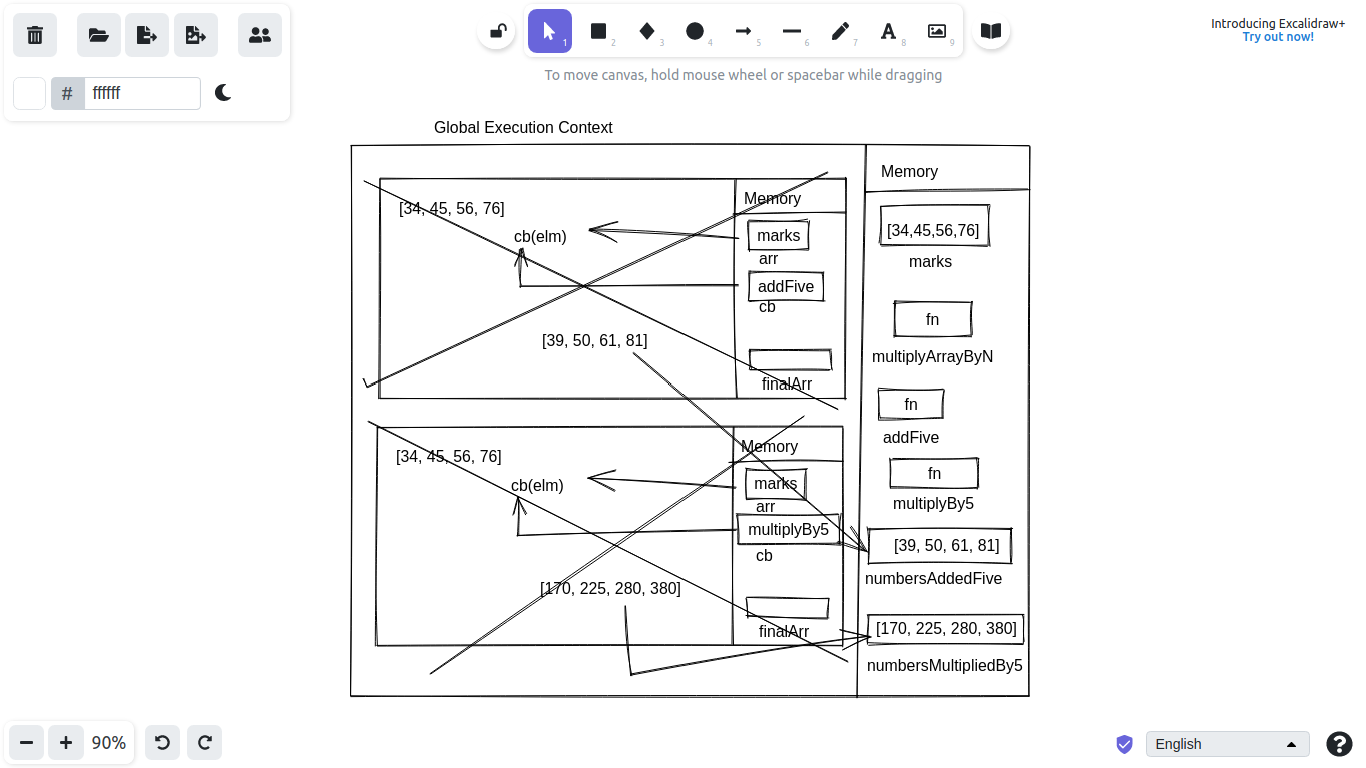 Introducing Excalidraw+
Try out now!
1
2
3
4
5
6
7
A
8
9
To move canvas, hold mouse wheel or spacebar while dragging
#
ffffff
Global Execution Context
Memory
[34,45,56,76]
marks
fn
multiplyArrayByN
fn
addFive
fn
multiplyBy5
[39, 50, 61, 81]
numbersAddedFive
[170, 225, 280, 380]
numbersMultipliedBy5
[34, 45, 56, 76]
cb(elm)
[39, 50, 61, 81]
Memory
marks
arr
addFive
cb
finalArr
[34, 45, 56, 76]
cb(elm)
[170, 225, 280, 380]
Memory
marks
arr
multiplyBy5
cb
finalArr
90%
English
?